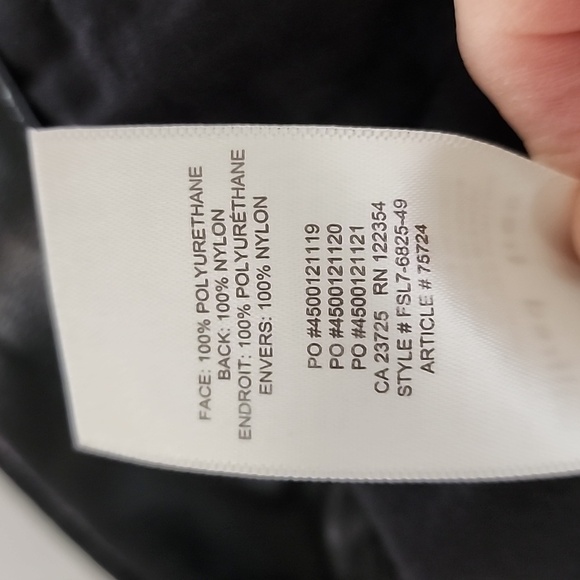 FACE: 100% POLYURETHANE
BACK: 100% NYLON
ENDROIT: 100% POLYURÉTHANE
ENVERS: 100% NYLON
PO #4500121119
PO #4500121120
PO #4500121121
CA 23725 RN 122354
STYLE # FSL7-6825-49
ARTICLE # 75724